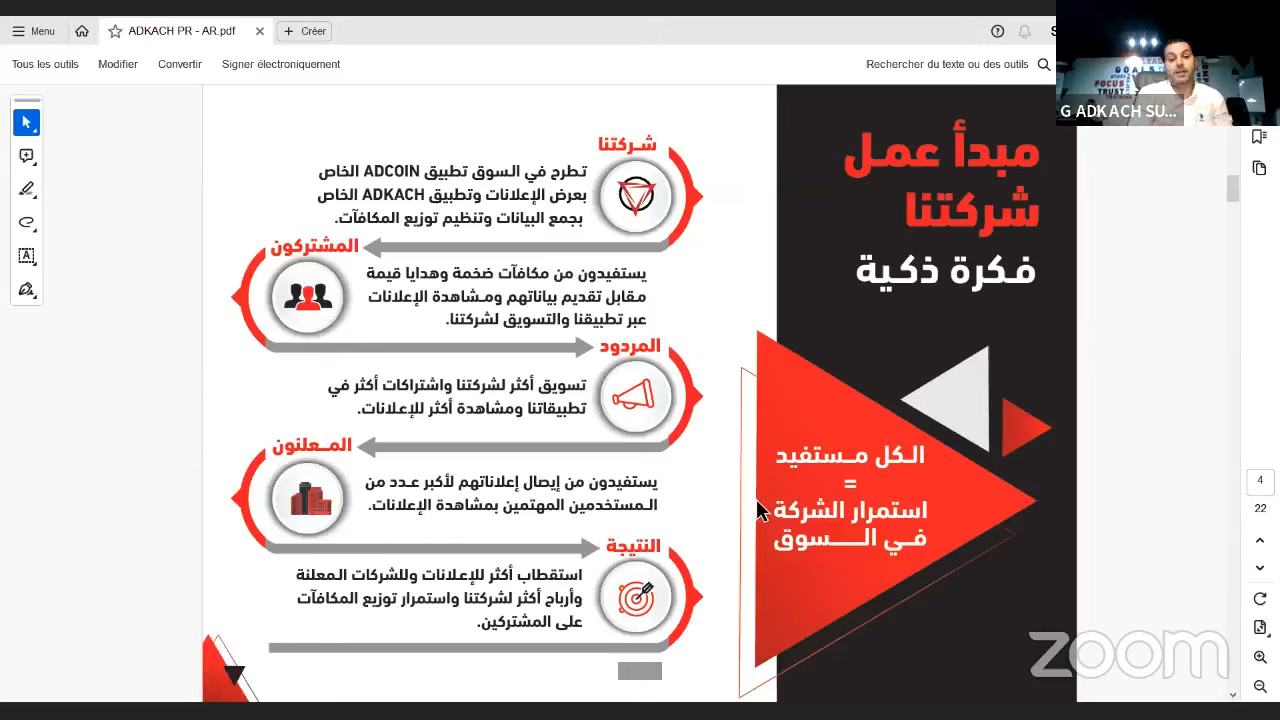 Menu
ADKACH PR - AR.pdf
Créer
Tous les outils
Modifier
Convertir
Signer électroniquement
Rechercher du texte ou des outils
GOALS
FOCUS
TRUST
TRAINING
G ADKACH SU...
مبدأ عمل
شركتنا
فكرة ذكية
شركتنا
تطرح في السوق تطبيق ADCOIN الخاص
بعرض الإعلانات وتطبيق ADKACH الخاص
بجمع البيانات وتنظيم توزيع المكافآت.
المشتركون
يستفيدون من مكافآت ضخمة وهدايا قيمة
مقابل تقديم بياناتهم ومشاهدة الإعلانات
عبر تطبيقنا والتسويق لشركتنا.
المردود
تسويق أكثر لشركتنا واشتراكات أكثر في
تطبيقاتنا ومشاهدة أكثر للإعلانات.
المعلنون
يستفيدون من إيصال إعلاناتهم لأكبر عدد من
المستخدمين المهتمين بمشاهدة الإعلانات.
النتيجة
استقطاب أكثر للإعلانات وللشركات المعلنة
وأرباح أكثر لشركتنا واستمرار توزيع المكافآت
على المشتركين.
الكل مستفيد
=
استمرار الشركة
في السوق
4
22
zoom